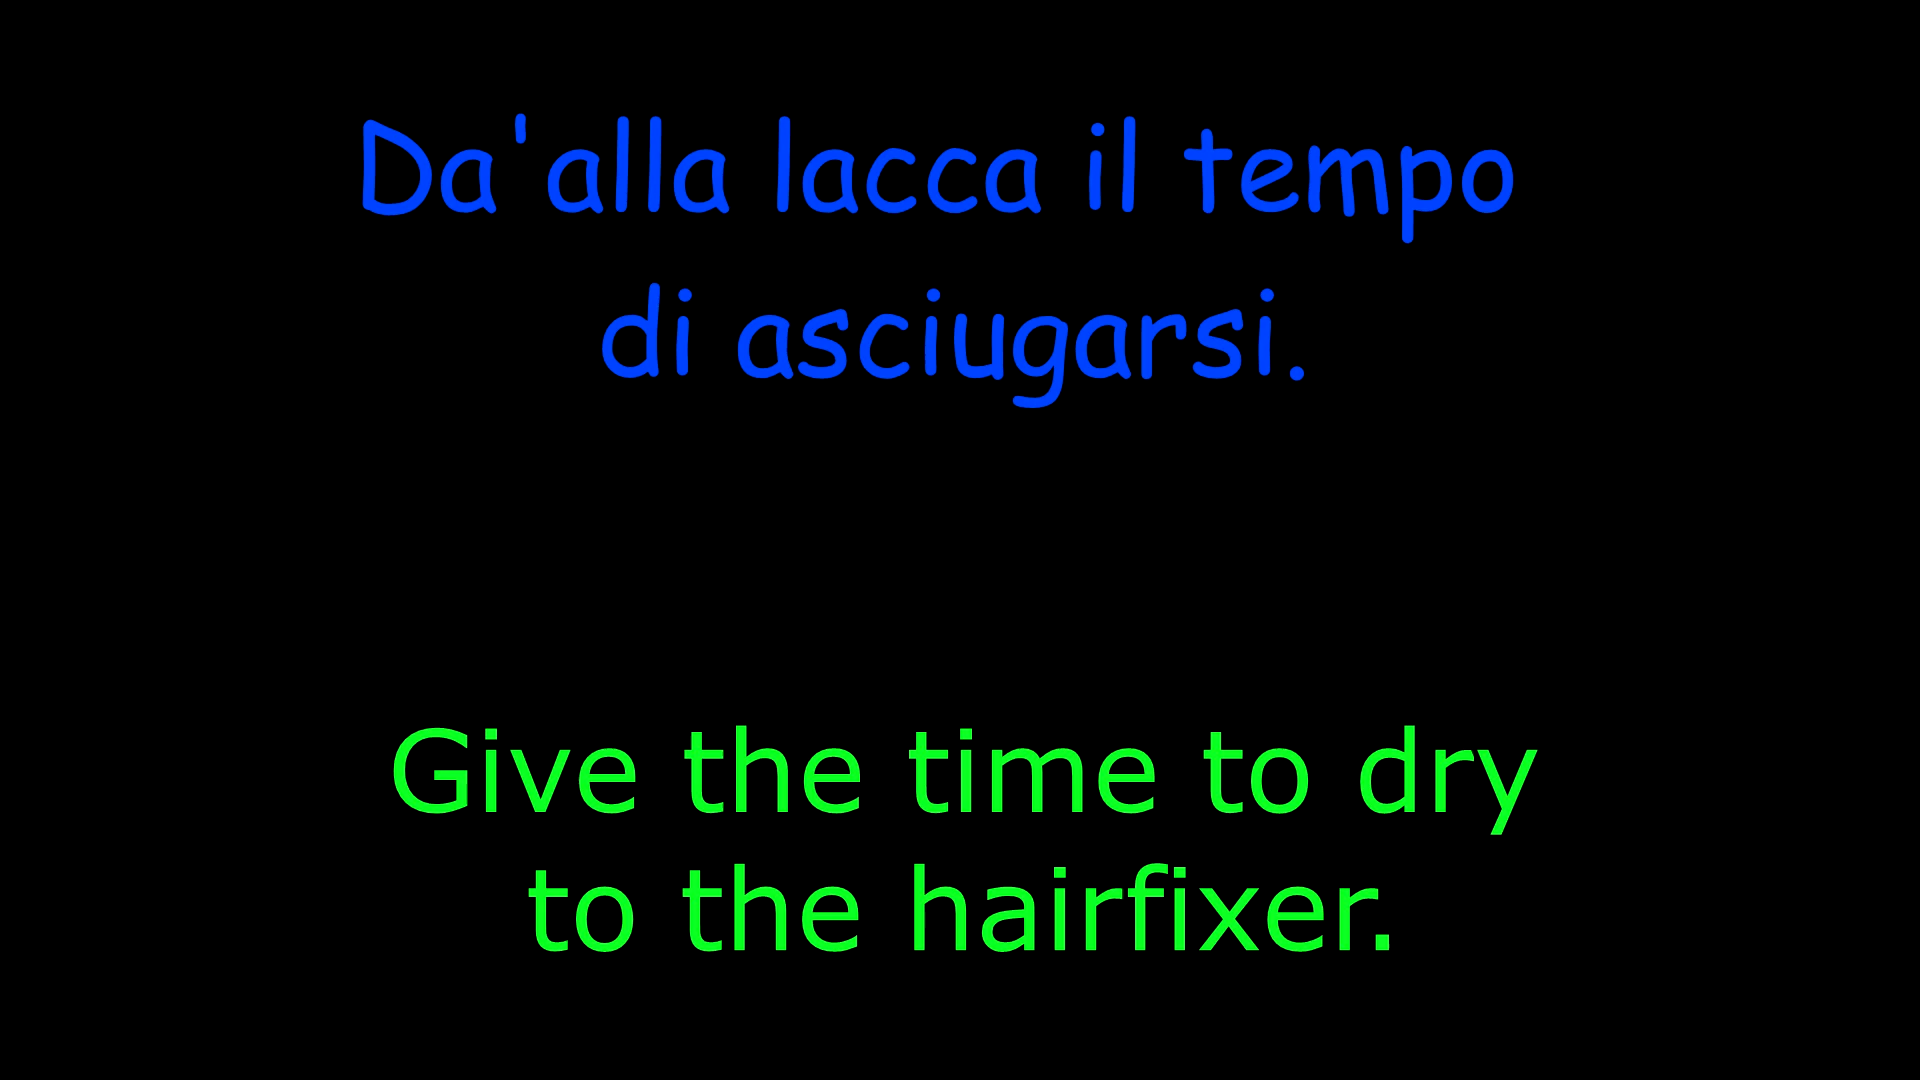 Da'alla lacca il tempo
di asciugarsi.
Give the time to dry
to the hairfixer.